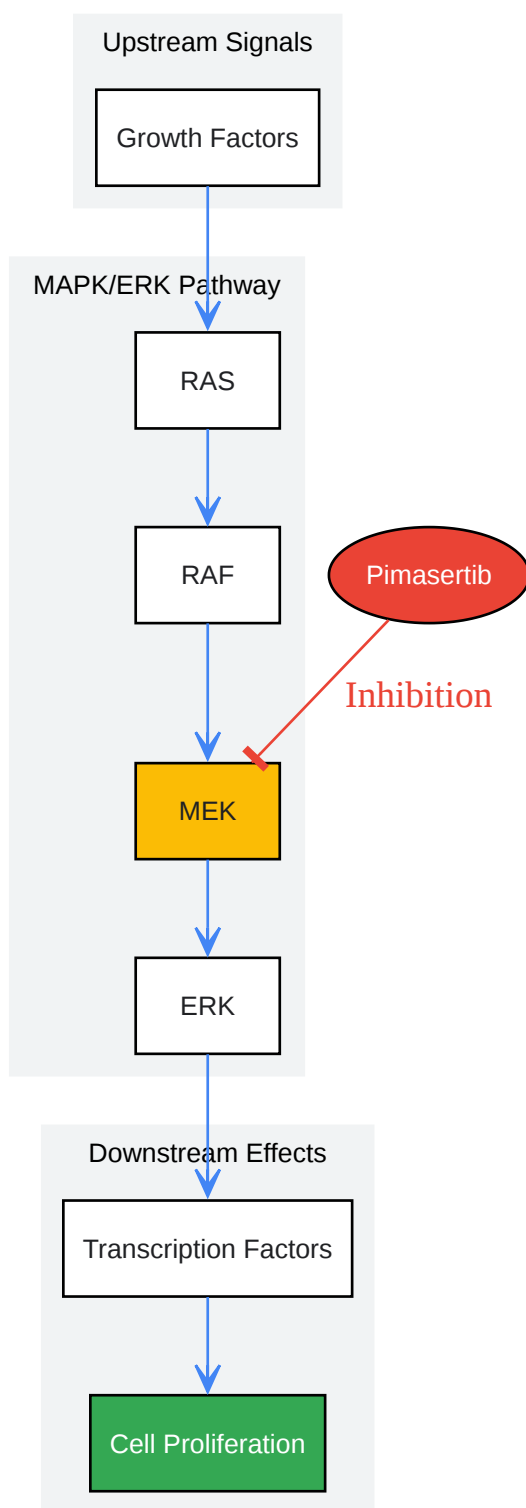 Upstream Signals
Growth Factors
MAPK/ERK Pathway
RAS
RAF
Pimasertib
Inhibition
MEK
ERK
Downstream Effects
Transcription Factors
Cell Proliferation